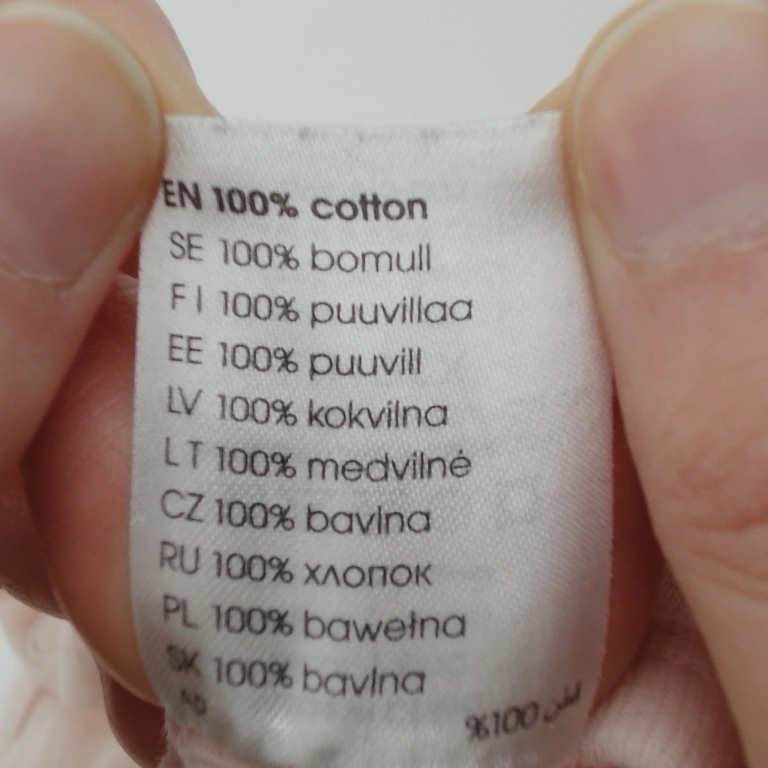 EN 100% cotton
SE 100% bomull
FI 100% puuvillaa
EE 100% puuvill
LV 100% kokvilna
LT 100% medvilnė
CZ 100% bavlna
RU 100% хлопок
PL 100% bawełna
SK 100% bavlna
%100